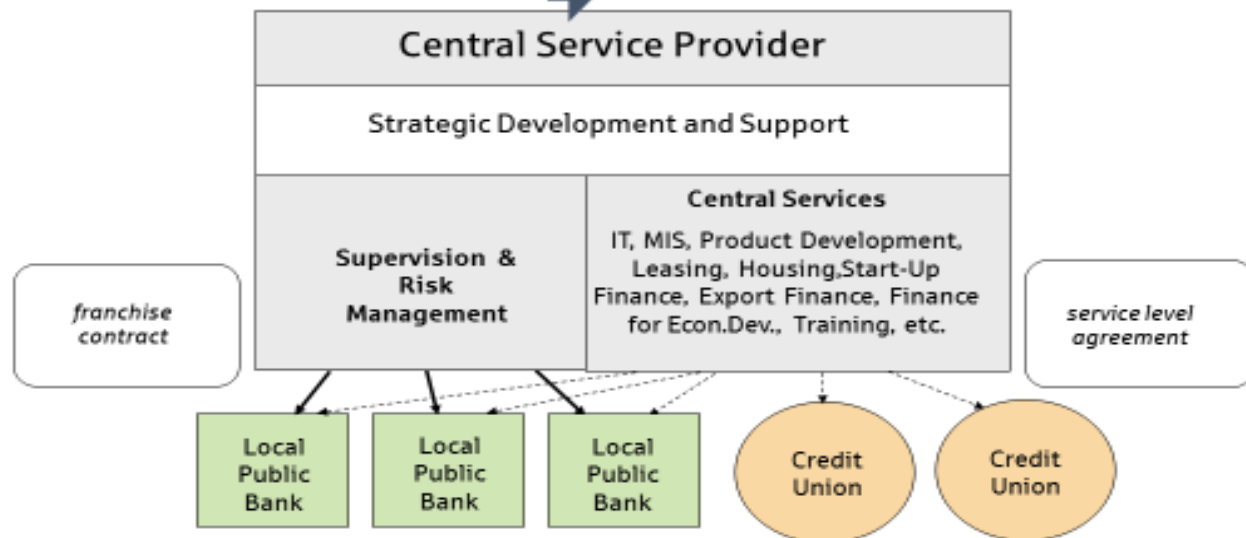 Central Service Provider
Strategic Development and Support
Supervision &
Risk
Management
Central Services
IT, MIS, Product Development,
Leasing, Housing,Start-Up
Finance, Export Finance, Finance
for Econ.Dev., Training, etc.
franchise
contract
service level
agreement
Local
Public
Bank
Local
Public
Bank
Local
Public
Bank
Credit
Union
Credit
Union